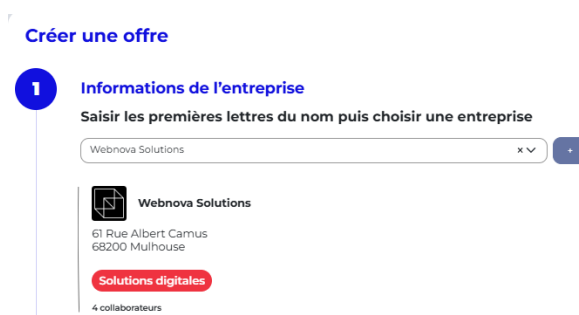 Créer une offre
1
Informations de l'entreprise
Saisir les premières lettres du nom puis choisir une entreprise
Webnova Solutions
×
+
Webnova Solutions
61 Rue Albert Camus
68200 Mulhouse
Solutions digitales
4 collaborateurs